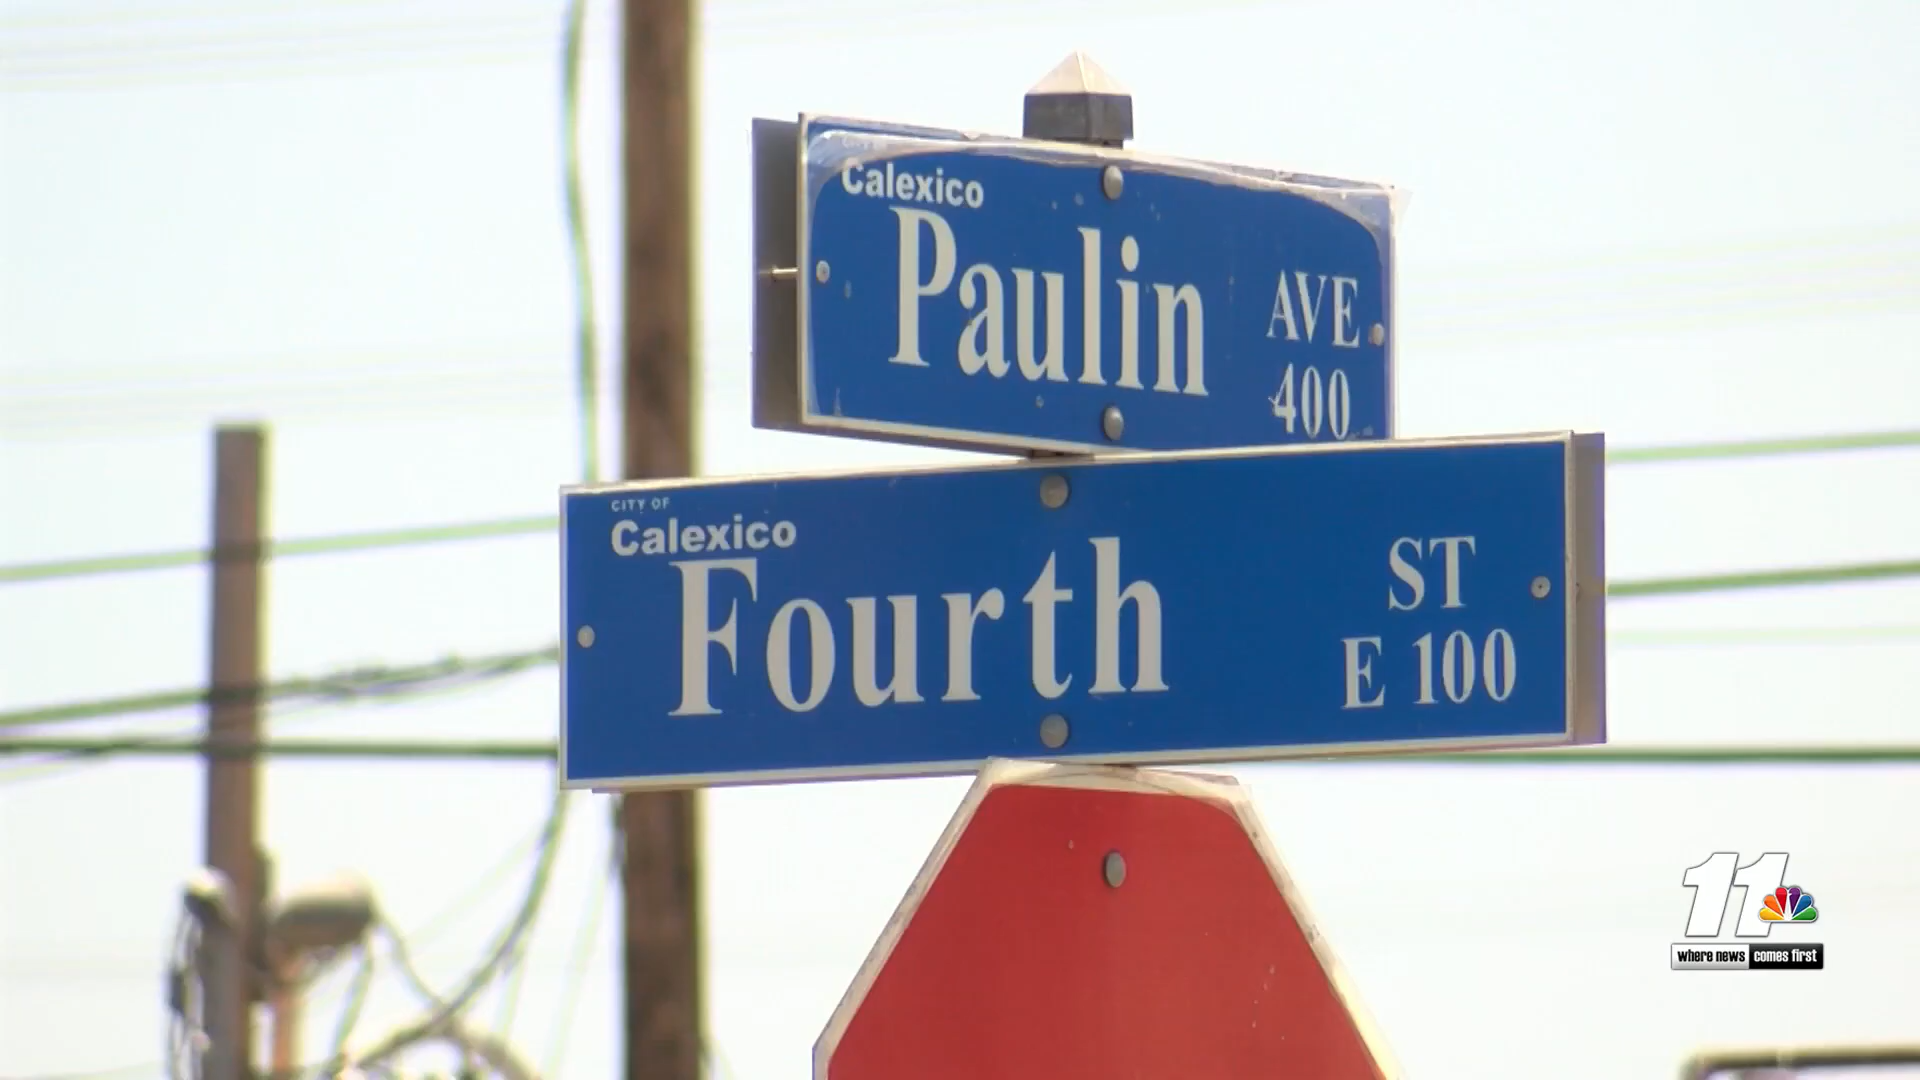 Calexico
Paulin AVE
400
CITY OF
Calexico
Fourth ST
E 100
11
where news comes first